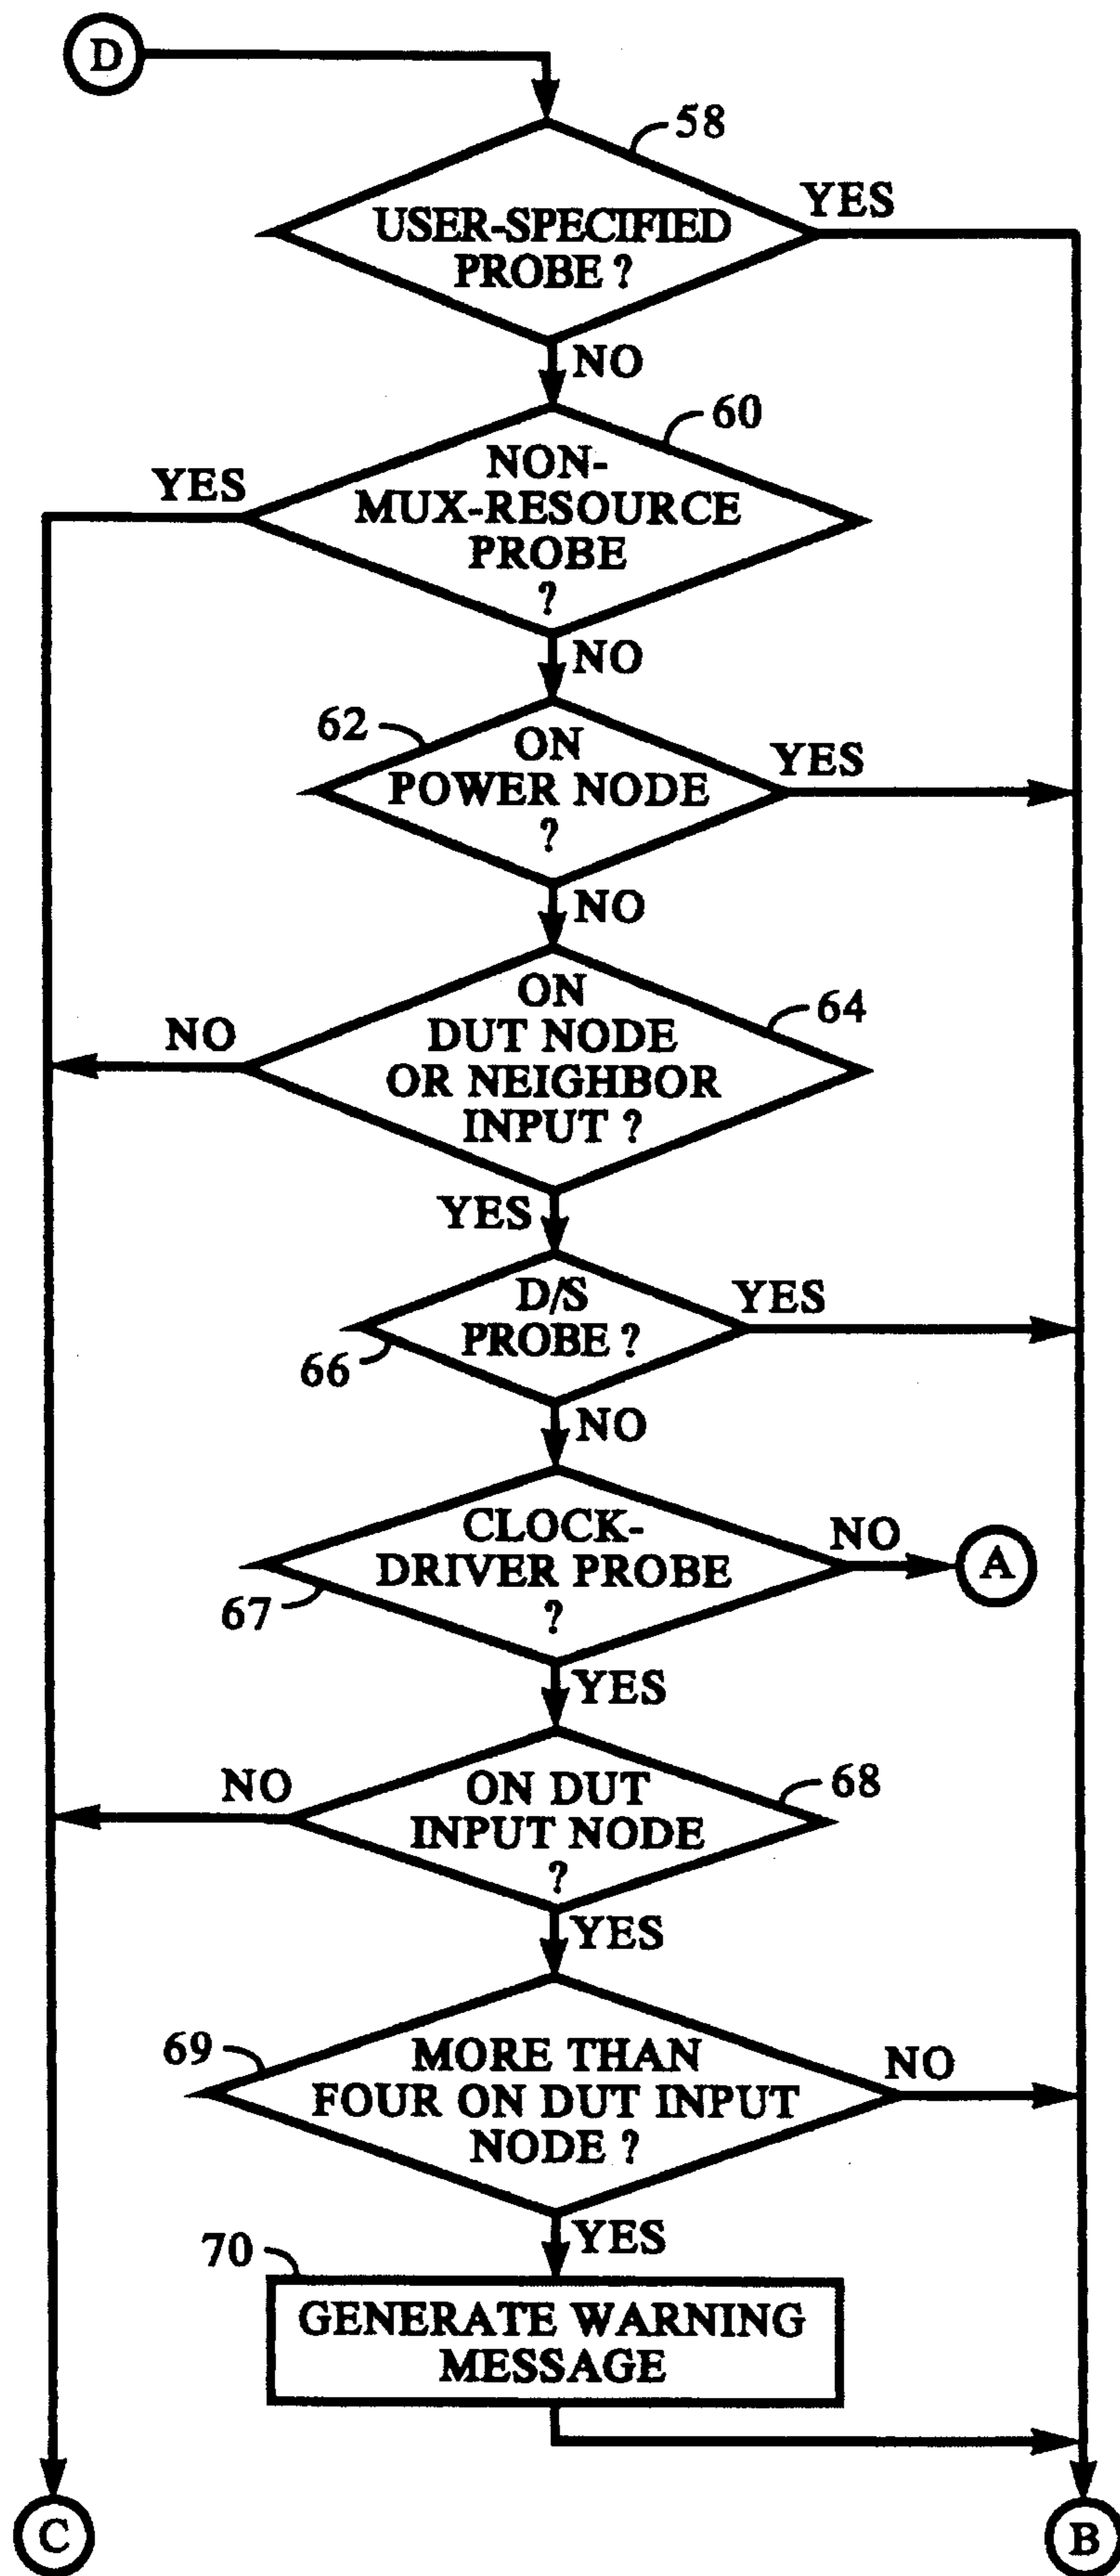 D
58
USER-SPECIFIED
PROBE ?
YES
NO
60
NON-
MUX-RESOURCE
PROBE
?
YES
NO
62
ON
POWER NODE
?
YES
NO
64
ON
DUT NODE
OR NEIGHBOR
INPUT ?
NO
YES
D/S
PROBE ?
YES
66
NO
CLOCK-
DRIVER PROBE
?
NO
A
67
YES
ON DUT
INPUT NODE
?
NO
68
YES
69
MORE THAN
FOUR ON DUT INPUT
NODE ?
NO
YES
70
GENERATE WARNING
MESSAGE
C
B